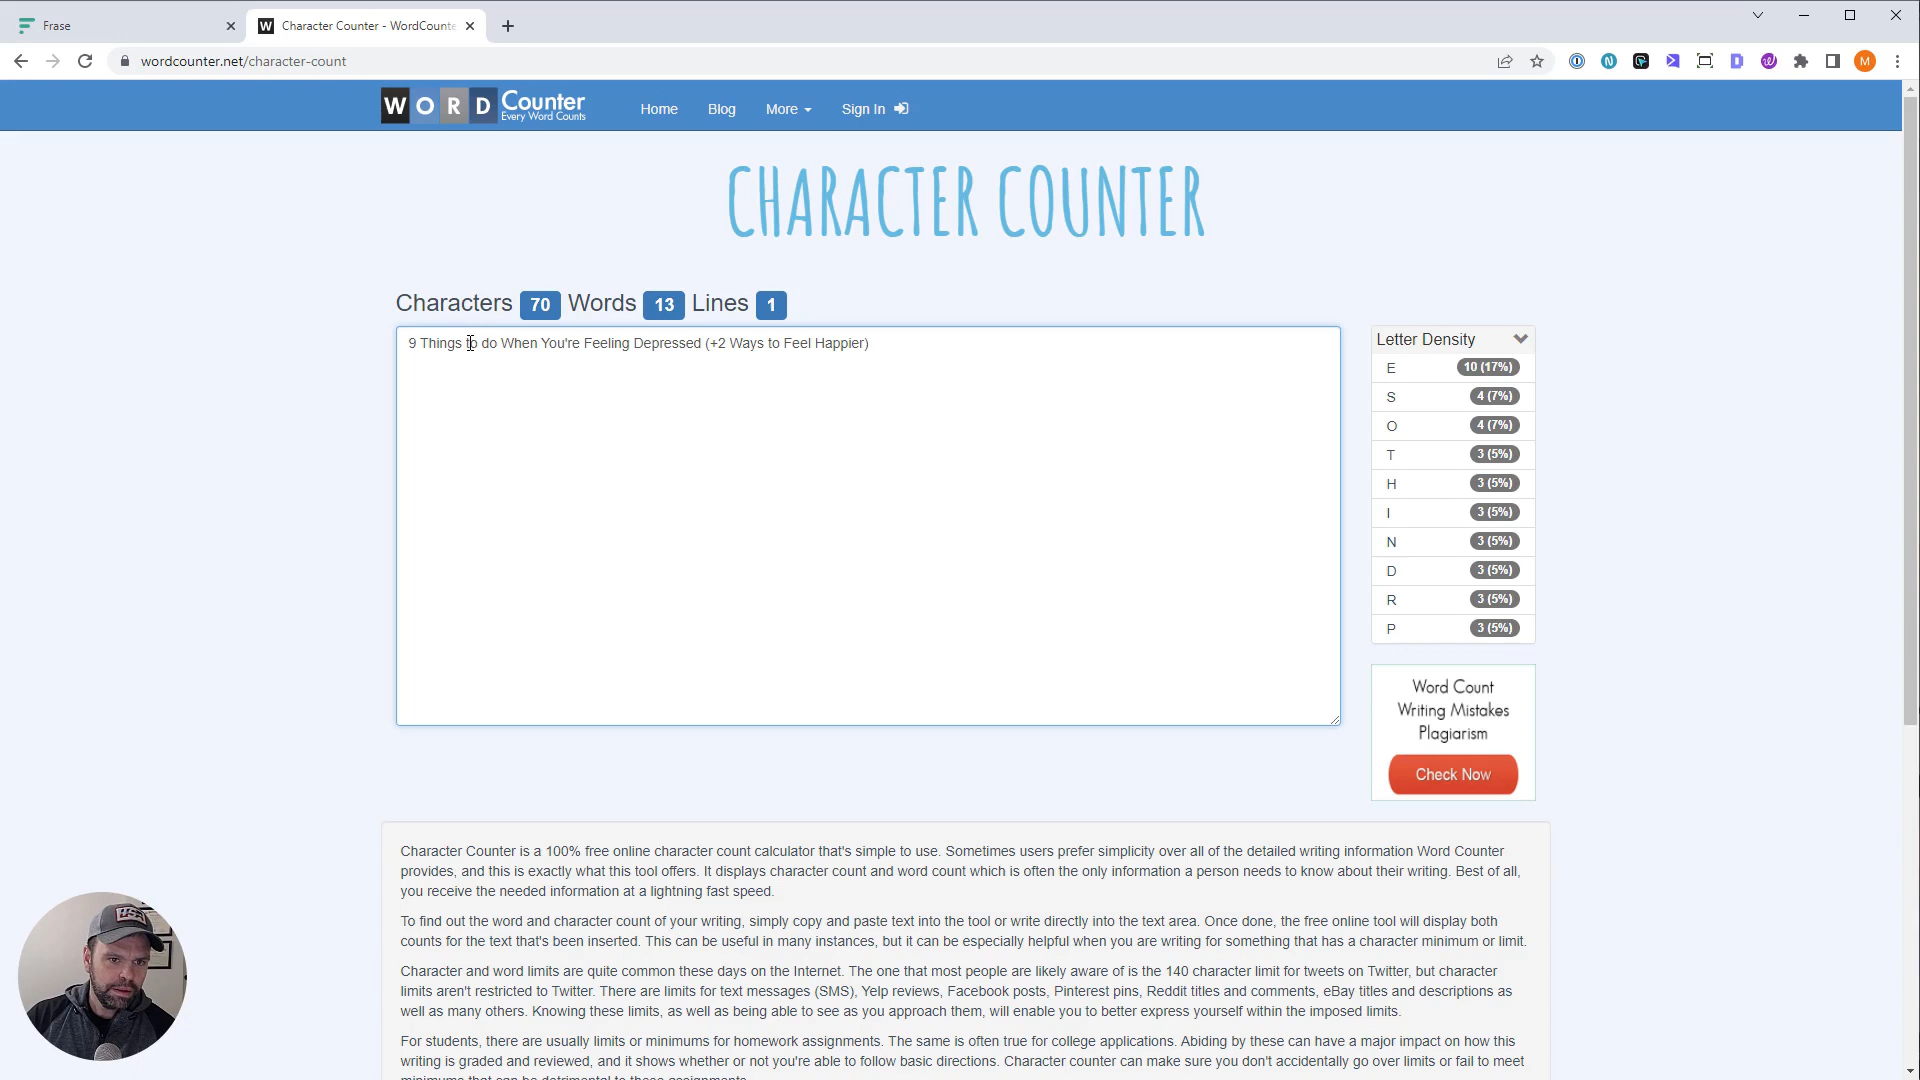 Frase
W Character Counter - WordCounte
wordcounter.net/character-count
M
WORD Counter
Every Word Counts
Home Blog More Sign In
CHARACTER COUNTER
Characters 70 Words 13 Lines 1
9 Things to do When You're Feeling Depressed (+2 Ways to Feel Happier)
Letter Density
E 10 (17%)
S 4 (7%)
O 4 (7%)
T 3 (5%)
H 3 (5%)
I 3 (5%)
N 3 (5%)
D 3 (5%)
R 3 (5%)
P 3 (5%)
Word Count
Writing Mistakes
Plagiarism
Check Now
Character Counter is a 100% free online character count calculator that's simple to use. Sometimes users prefer simplicity over all of the detailed writing information Word Counter
provides, and this is exactly what this tool offers. It displays character count and word count which is often the only information a person needs to know about their writing. Best of all,
you receive the needed information at a lightning fast speed.
To find out the word and character count of your writing, simply copy and paste text into the tool or write directly into the text area. Once done, the free online tool will display both
counts for the text that's been inserted. This can be useful in many instances, but it can be especially helpful when you are writing for something that has a character minimum or limit.
Character and word limits are quite common these days on the Internet. The one that most people are likely aware of is the 140 character limit for tweets on Twitter, but character
limits aren't restricted to Twitter. There are limits for text messages (SMS), Yelp reviews, Facebook posts, Pinterest pins, Reddit titles and comments, eBay titles and descriptions as
well as many others. Knowing these limits, as well as being able to see as you approach them, will enable you to better express yourself within the imposed limits.
For students, there are usually limits or minimums for homework assignments. The same is often true for college applications. Abiding by these can have a major impact on how this
writing is graded and reviewed, and it shows whether or not you're able to follow basic directions. Character counter can make sure you don't accidentally go over limits or fail to meet
minimums that can be detrimental to these assignments.